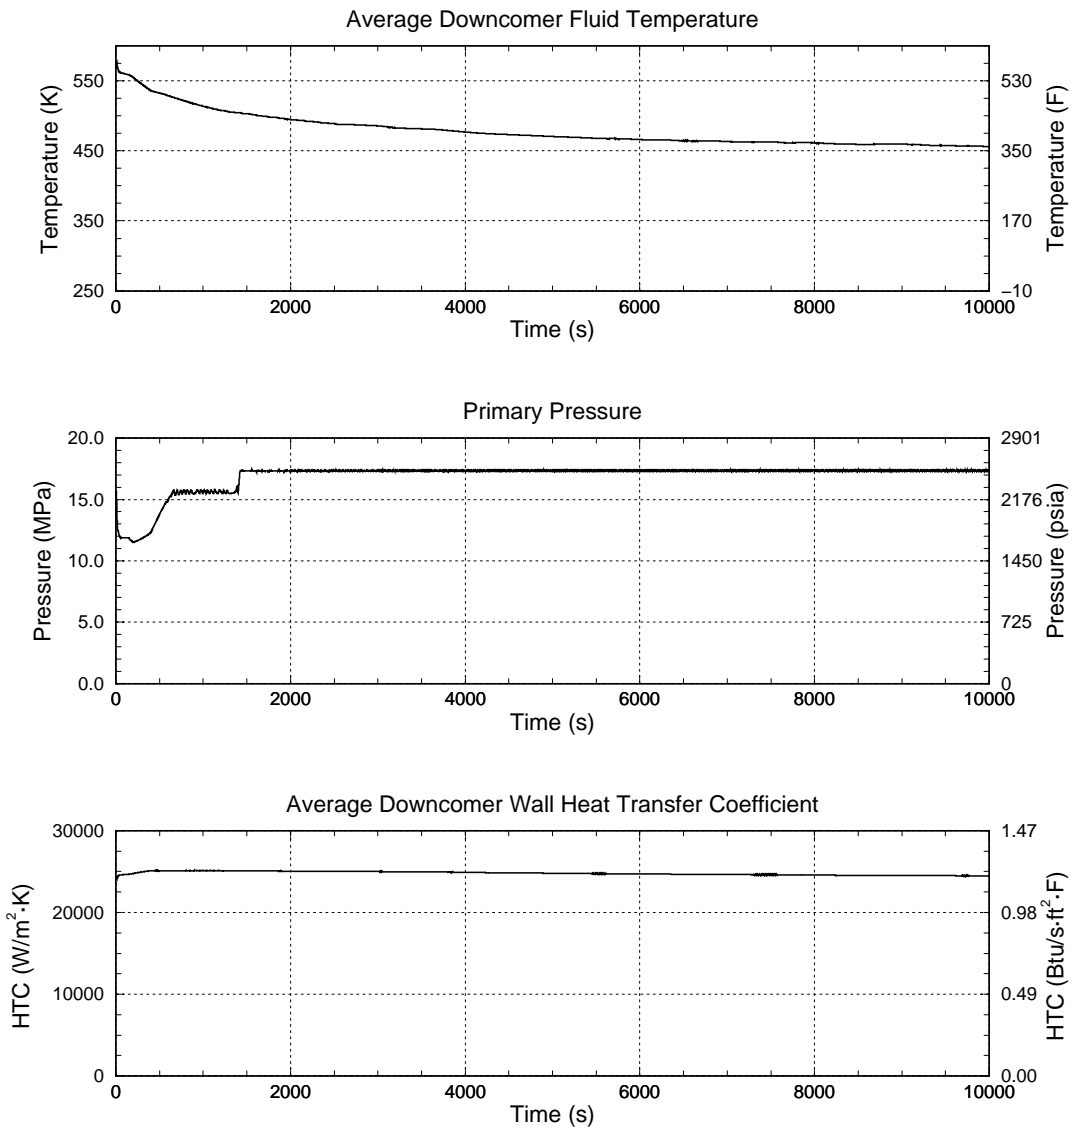 Average Downcomer Fluid Temperature
Temperature (K)
550
450
350
250
530
350
170
−10
Temperature (F)
0 2000 4000 6000 8000 10000
Time (s)
Primary Pressure
Pressure (MPa)
20.0
15.0
10.0
5.0
0.0
2901
2176
1450
725
0
Pressure (psia)
0 2000 4000 6000 8000 10000
Time (s)
Average Downcomer Wall Heat Transfer Coefficient
HTC (W/m²·K)
30000
20000
10000
0
1.47
0.98
0.49
0.00
HTC (Btu/s·ft²·F)
0 2000 4000 6000 8000 10000
Time (s)